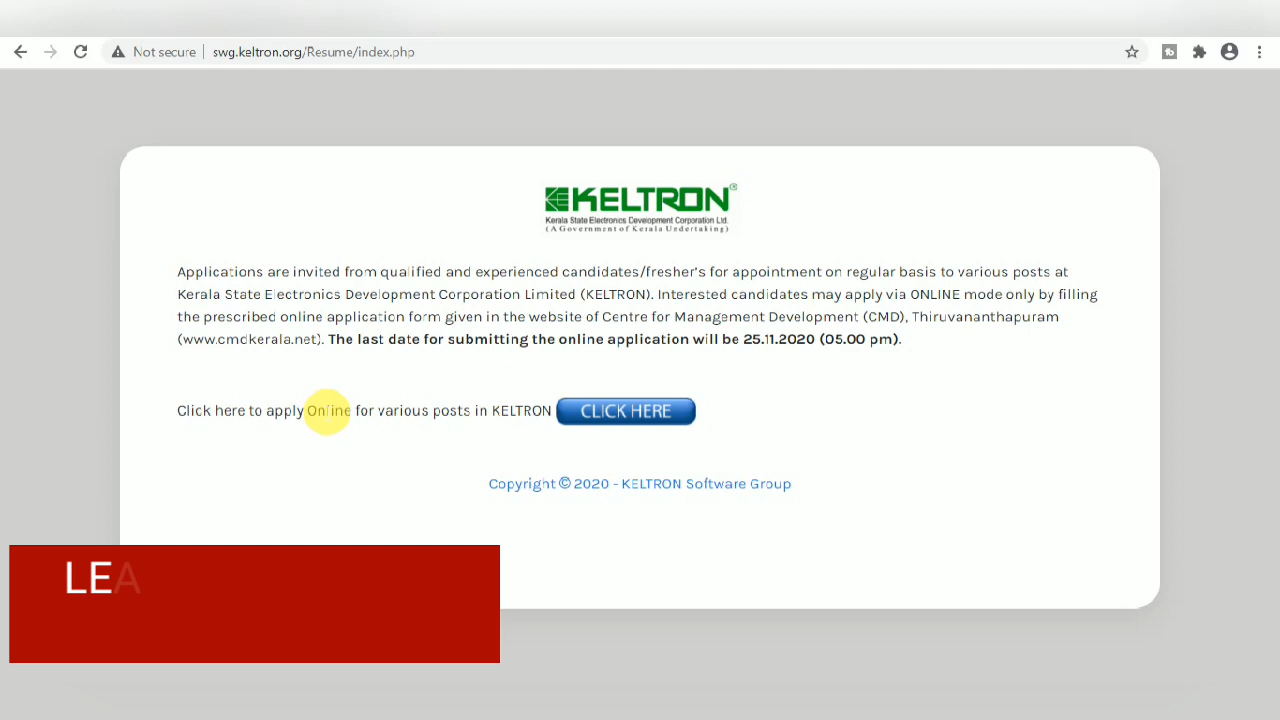 Not secure
swg.keltron.org/Resume/index.php
KELTRON®
Kerala State Electronics Development Corporation Ltd.
(A Government of Kerala Undertaking)
Applications are invited from qualified and experienced candidates/fresher's for appointment on regular basis to various posts at
Kerala State Electronics Development Corporation Limited (KELTRON). Interested candidates may apply via ONLINE mode only by filling
the prescribed online application form given in the website of Centre for Management Development (CMD), Thiruvananthapuram
(www.cmdkerala.net). The last date for submitting the online application will be 25.11.2020 (05.00 pm).
Click here to apply Online for various posts in KELTRON CLICK HERE
Copyright © 2020 - KELTRON Software Group
LEA